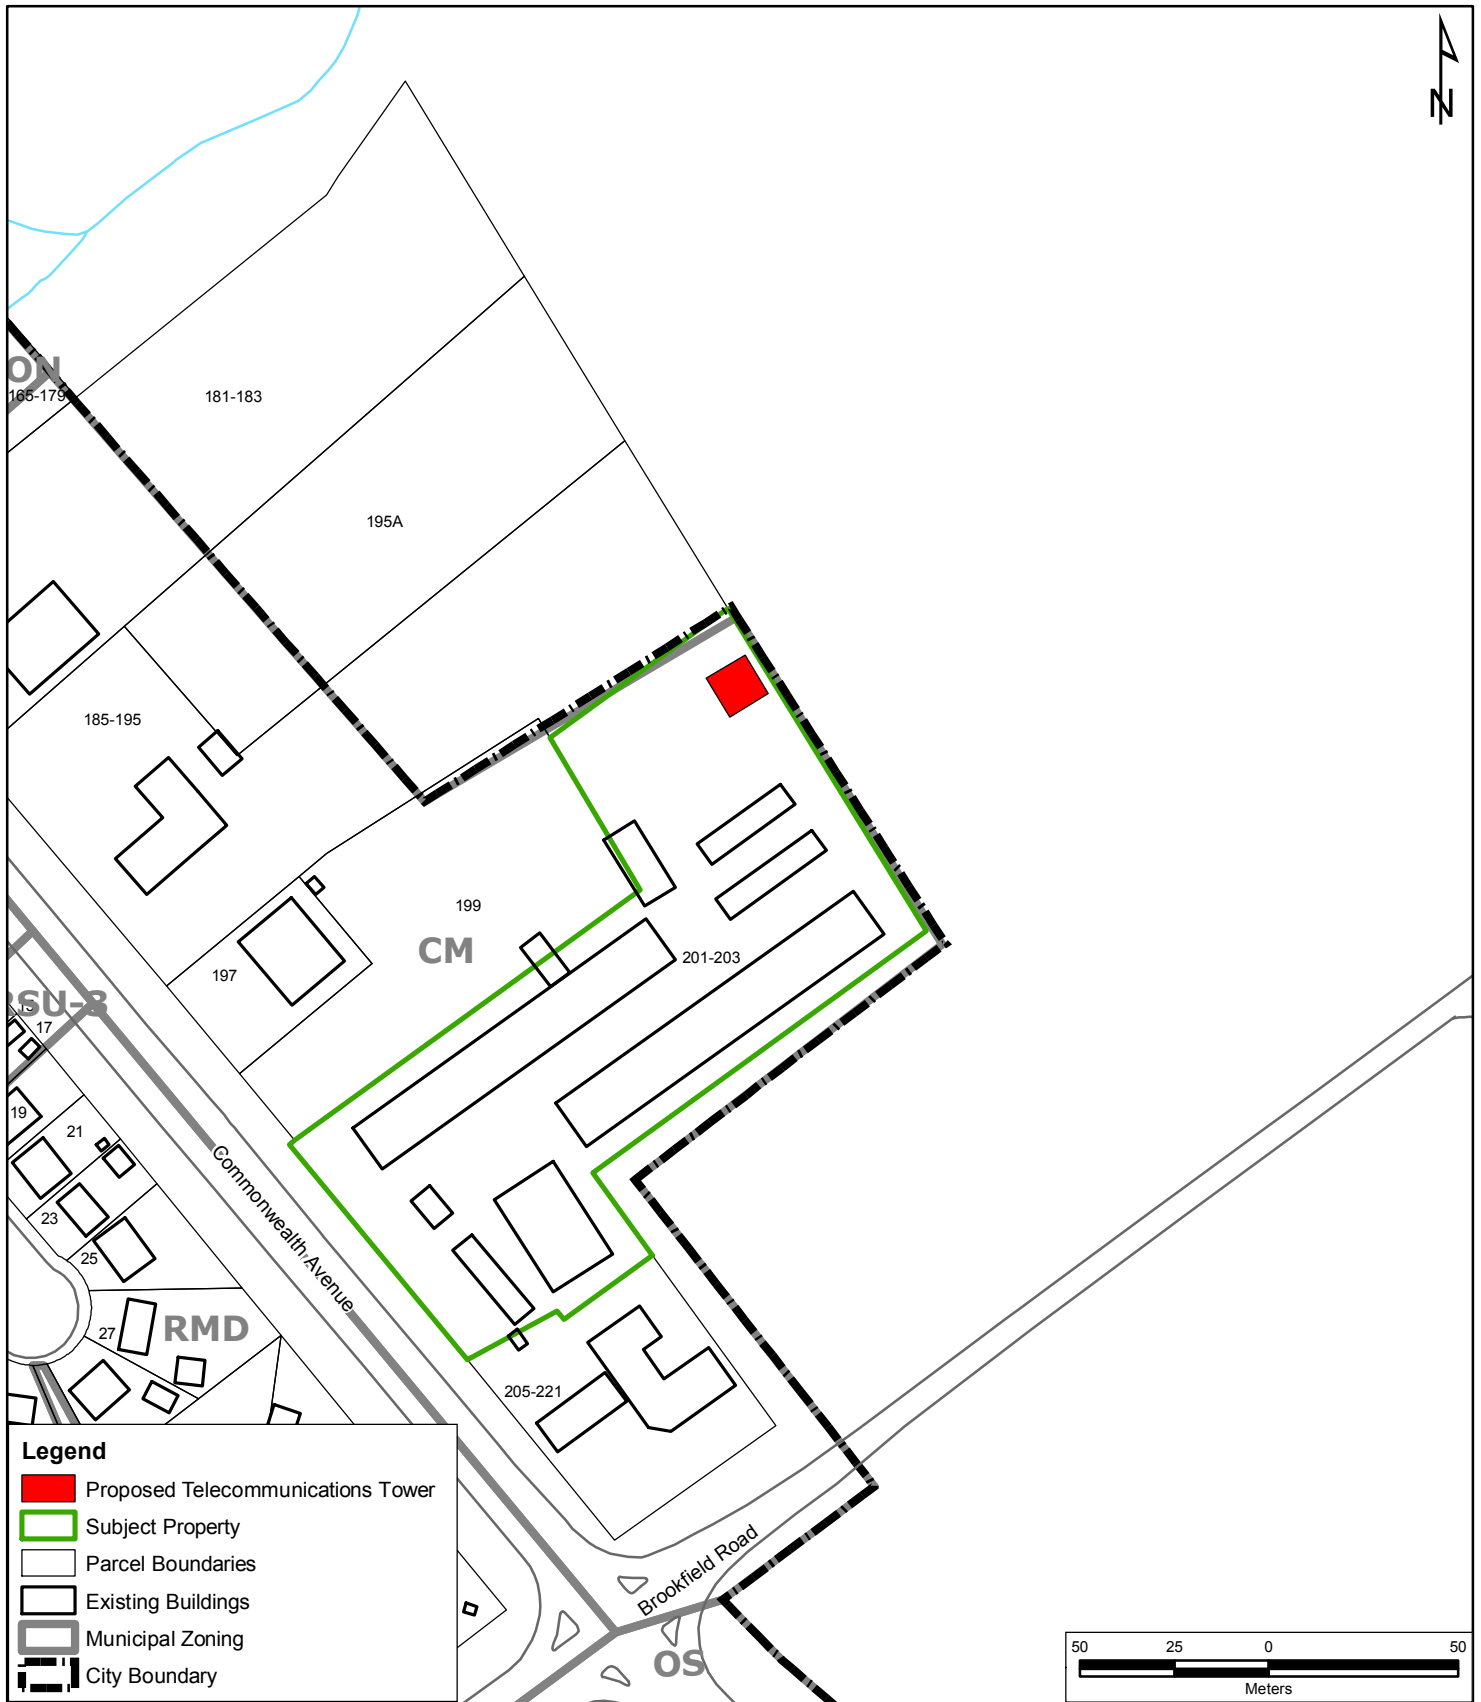 N
ON
165-179
181-183
195A
185-195
199
CM
197
201-203
RSU-3
15
17
19
21
23
25
27
RMD
Commonwealth Avenue
205-221
Brookfield Road
OS
Legend
Proposed Telecommunications Tower
Subject Property
Parcel Boundaries
Existing Buildings
Municipal Zoning
City Boundary
50 25 0 50
Meters